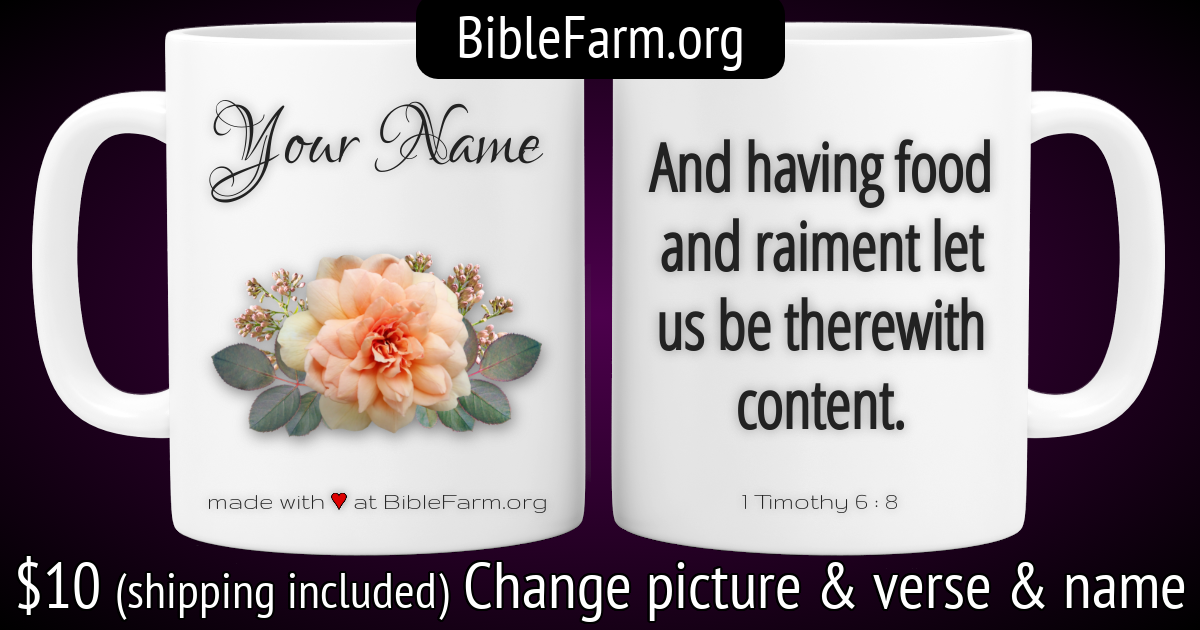 BibleFarm.org
Your Name
made with ♥ at BibleFarm.org
And having food
and raiment let
us be therewith
content.
1 Timothy 6 : 8
$10 (shipping included) Change picture & verse & name